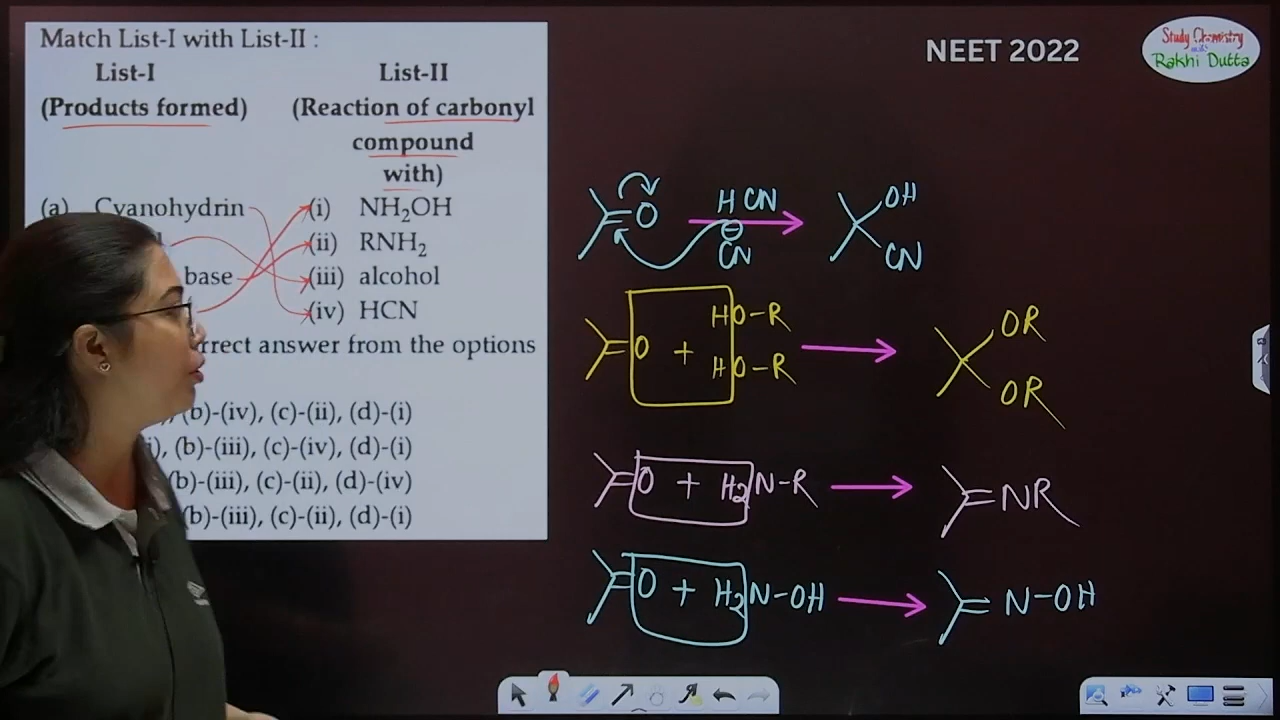 Match List-I with List-II :
List-I List-II
(Products formed) (Reaction of carbonyl
compound
with)
(a) Cyanohydrin (i) NH₂OH
(ii) RNH₂
base (iii) alcohol
(iv) HCN
answer from the options
(b)-(iv), (c)-(ii), (d)-(i)
(b)-(iii), (c)-(iv), (d)-(i)
(b)-(iii), (c)-(ii), (d)-(iv)
(b)-(iii), (c)-(ii), (d)-(i)
NEET 2022
Study Chemistry
with
Rakhi Dutta
O HCN OH
⊖
CN CN
O + HO-R OR
HO-R OR
O + H₂N-R NR
O + H₂N-OH N-OH